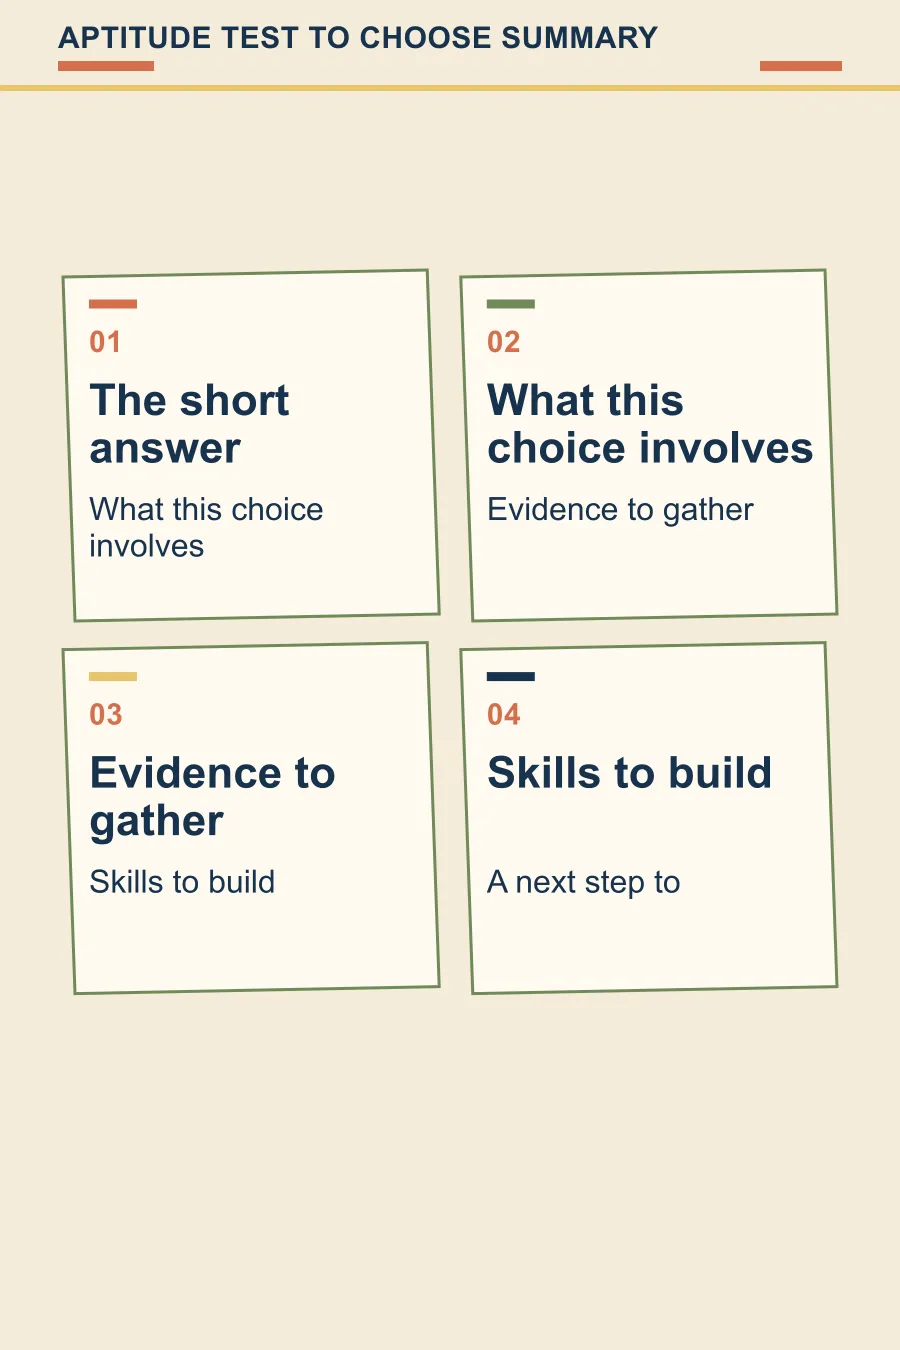 APTITUDE TEST TO CHOOSE SUMMARY
01
The short
answer
What this choice
involves
02
What this
choice involves
Evidence to gather
03
Evidence to
gather
Skills to build
04
Skills to build
A next step to